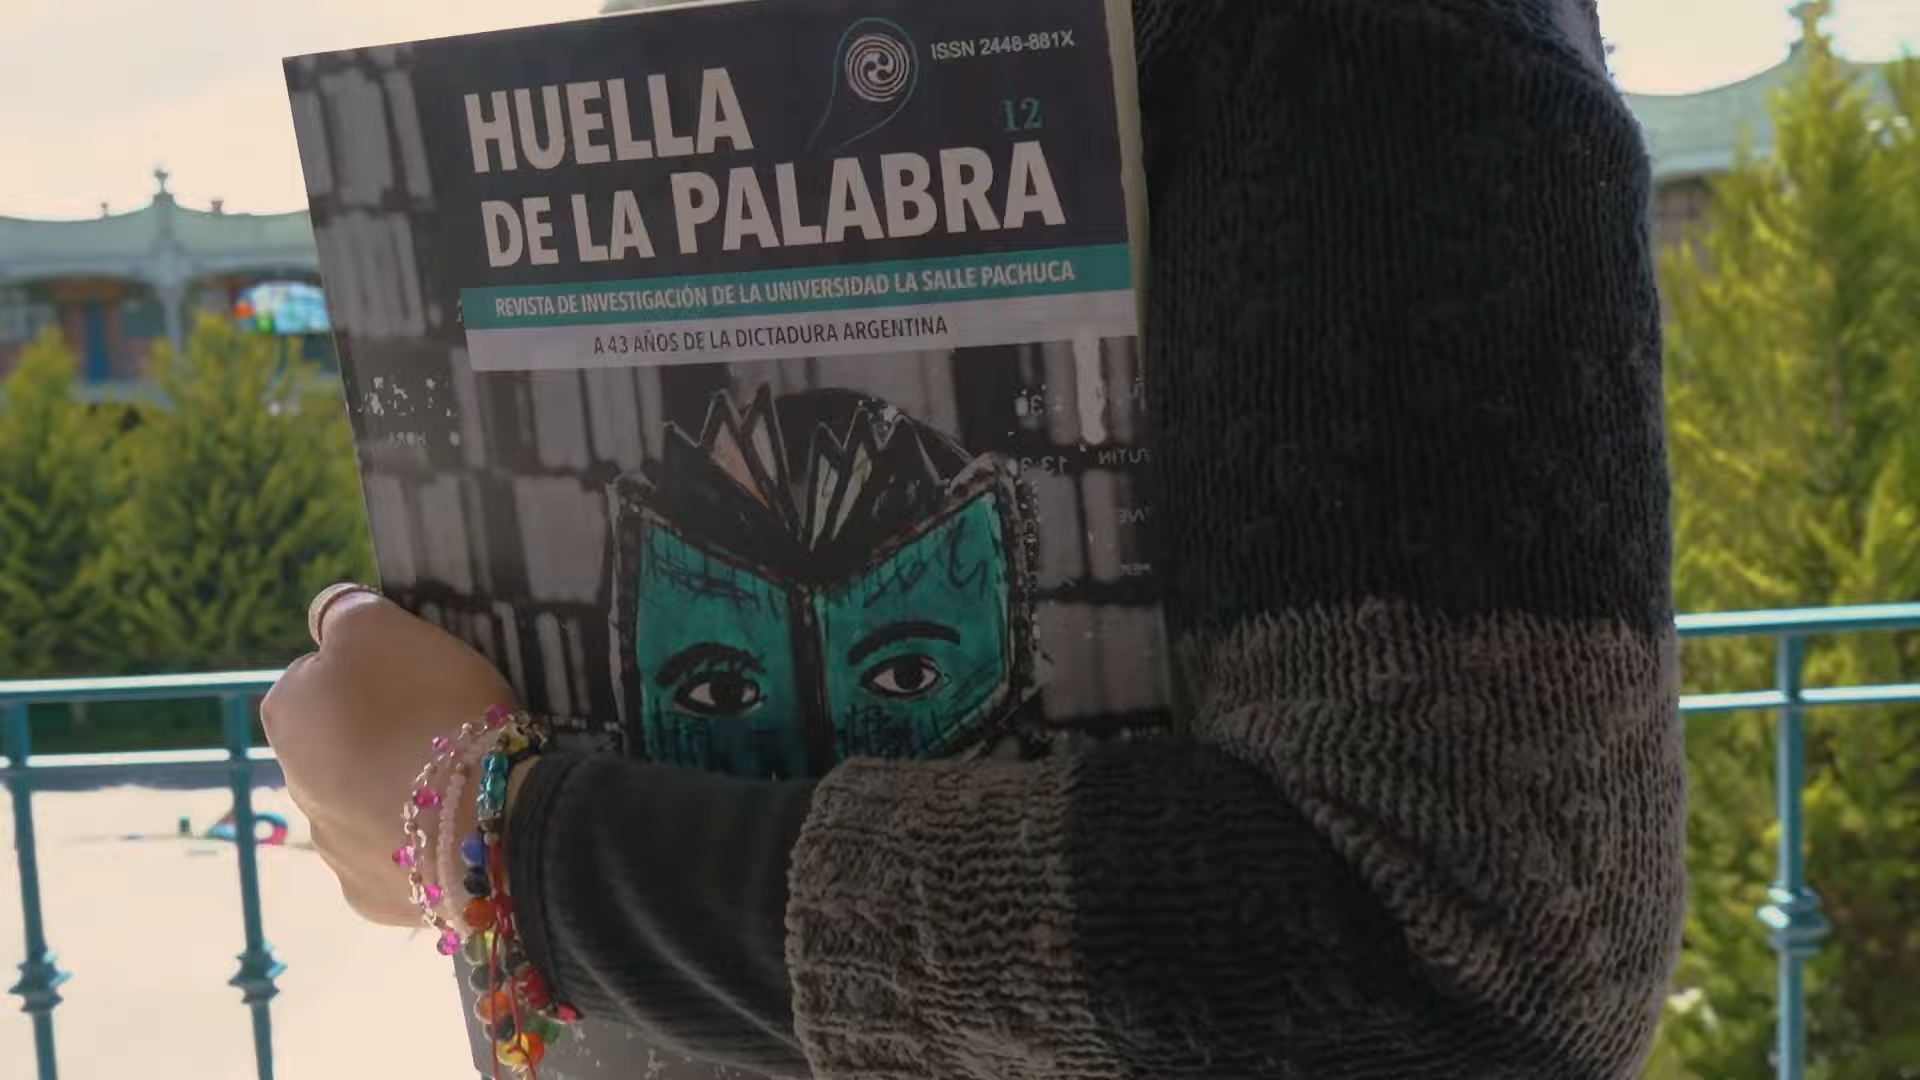 ISSN 2448-881X
12
HUELLA
DE LA PALABRA
REVISTA DE INVESTIGACIÓN DE LA UNIVERSIDAD LA SALLE PACHUCA
A 43 AÑOS DE LA DICTADURA ARGENTINA